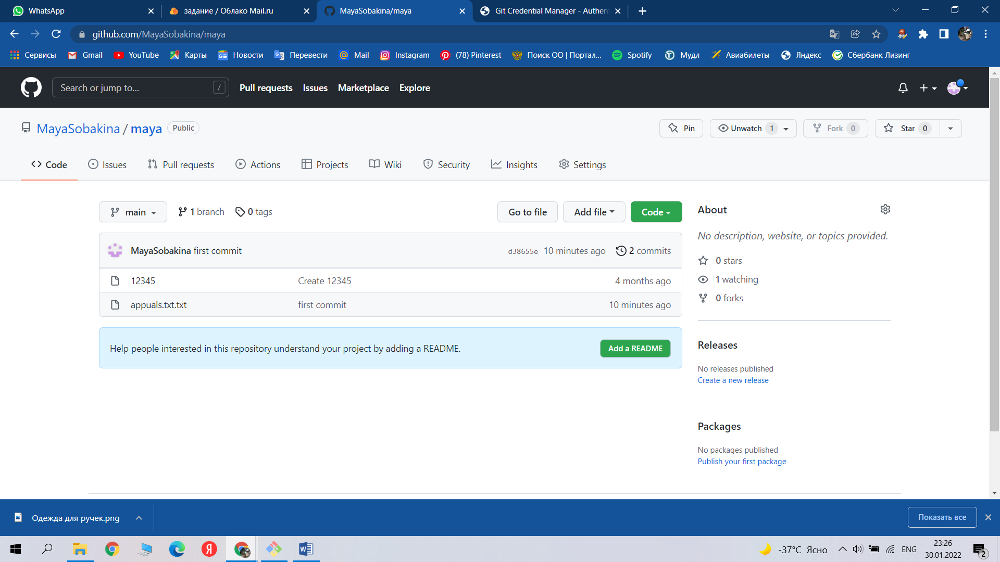 WhatsApp
задание / Облако Mail.ru
MayaSobakina/maya
Git Credential Manager - Authen
github.com/MayaSobakina/maya
Сервисы
Gmail
YouTube
Карты
Новости
Перевести
Mail
Instagram
(78) Pinterest
Поиск ОО | Портал...
Spotify
Мудл
Авиабилеты
Яндекс
Сбербанк Лизинг
Search or jump to...
/
Pull requests
Issues
Marketplace
Explore
MayaSobakina / maya
Public
Pin
Unwatch 1
Fork 0
Star 0
Code
Issues
Pull requests
Actions
Projects
Wiki
Security
Insights
Settings
main
1 branch
0 tags
Go to file
Add file
Code
MayaSobakina first commit
d38655e 10 minutes ago
2 commits
12345
Create 12345
4 months ago
appuals.txt.txt
first commit
10 minutes ago
Help people interested in this repository understand your project by adding a README.
Add a README
About
No description, website, or topics provided.
0 stars
1 watching
0 forks
Releases
No releases published
Create a new release
Packages
No packages published
Publish your first package
Одежда для ручек.png
Показать все
-37°C Ясно
ENG
23:26
30.01.2022
2